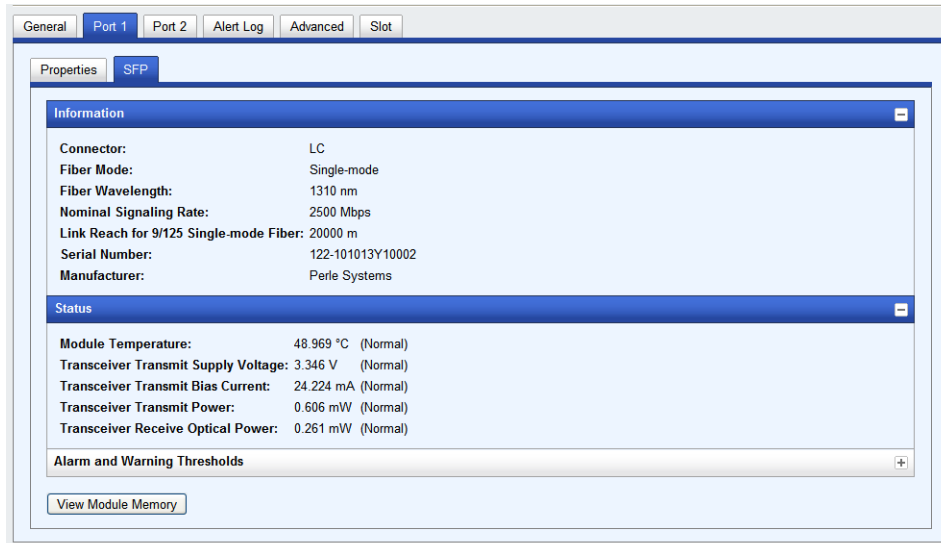 General Port 1 Port 2 Alert Log Advanced Slot
Properties SFP
Information
Connector: LC
Fiber Mode: Single-mode
Fiber Wavelength: 1310 nm
Nominal Signaling Rate: 2500 Mbps
Link Reach for 9/125 Single-mode Fiber: 20000 m
Serial Number: 122-101013Y10002
Manufacturer: Perle Systems
Status
Module Temperature: 48.969 °C (Normal)
Transceiver Transmit Supply Voltage: 3.346 V (Normal)
Transceiver Transmit Bias Current: 24.224 mA (Normal)
Transceiver Transmit Power: 0.606 mW (Normal)
Transceiver Receive Optical Power: 0.261 mW (Normal)
Alarm and Warning Thresholds
View Module Memory